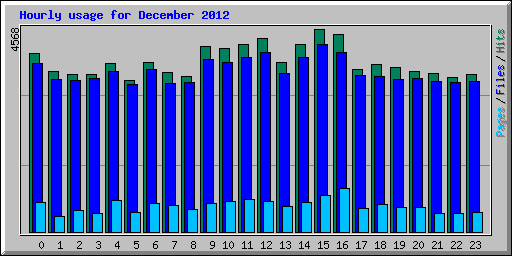 Hourly usage for December 2012
4568
Pages/Files/Hits
0 1 2 3 4 5 6 7 8 9 10 11 12 13 14 15 16 17 18 19 20 21 22 23